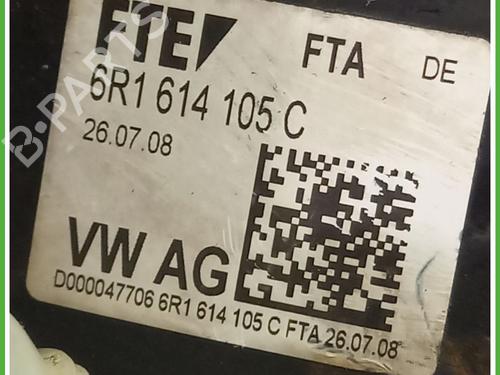 FTE FTA DE
6R1 614 105 C
26.07.08
VW AG
D000047706 6R1 614 105 C FTA 26.07.08
B-PARTS